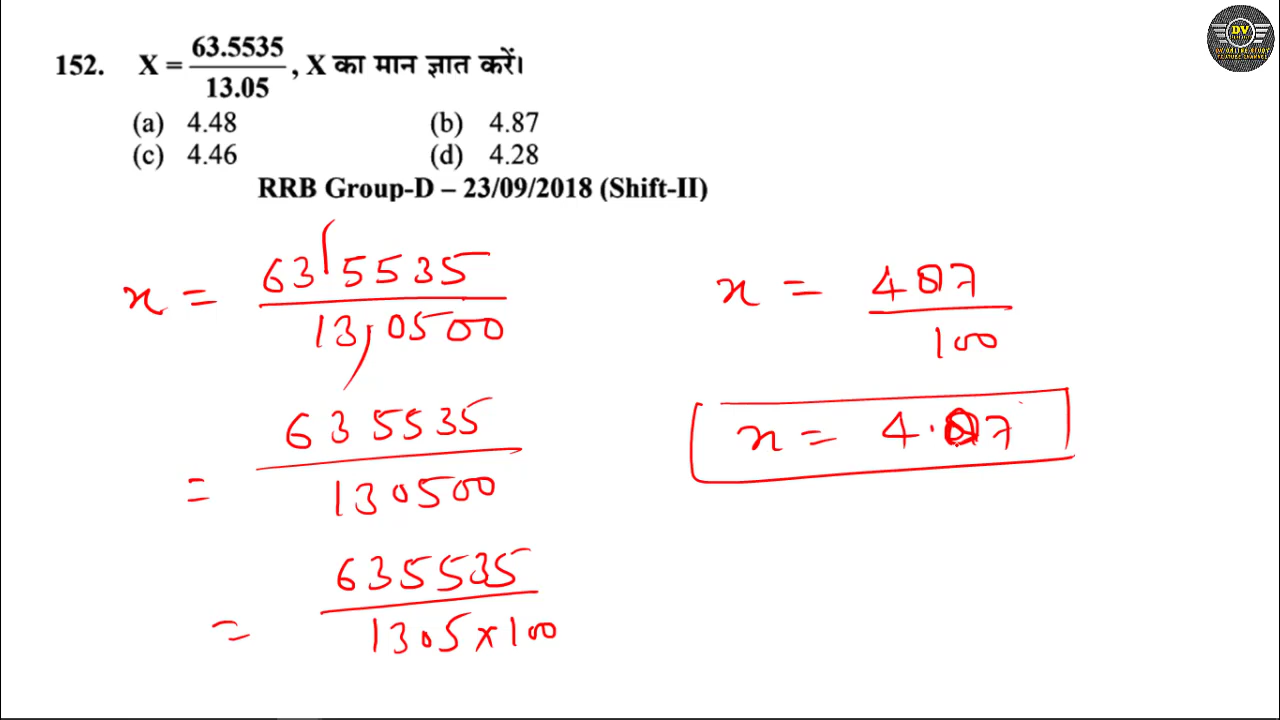 152. X = 63.5535 / 13.05 , X का मान ज्ञात करें।
(a) 4.48 (b) 4.87
(c) 4.46 (d) 4.28
RRB Group-D – 23/09/2018 (Shift-II)
x = 63.5535 / 13.0500
= 635535 / 130500
= 635535 / 1305×100
x = 487 / 100
x = 4.87
DV